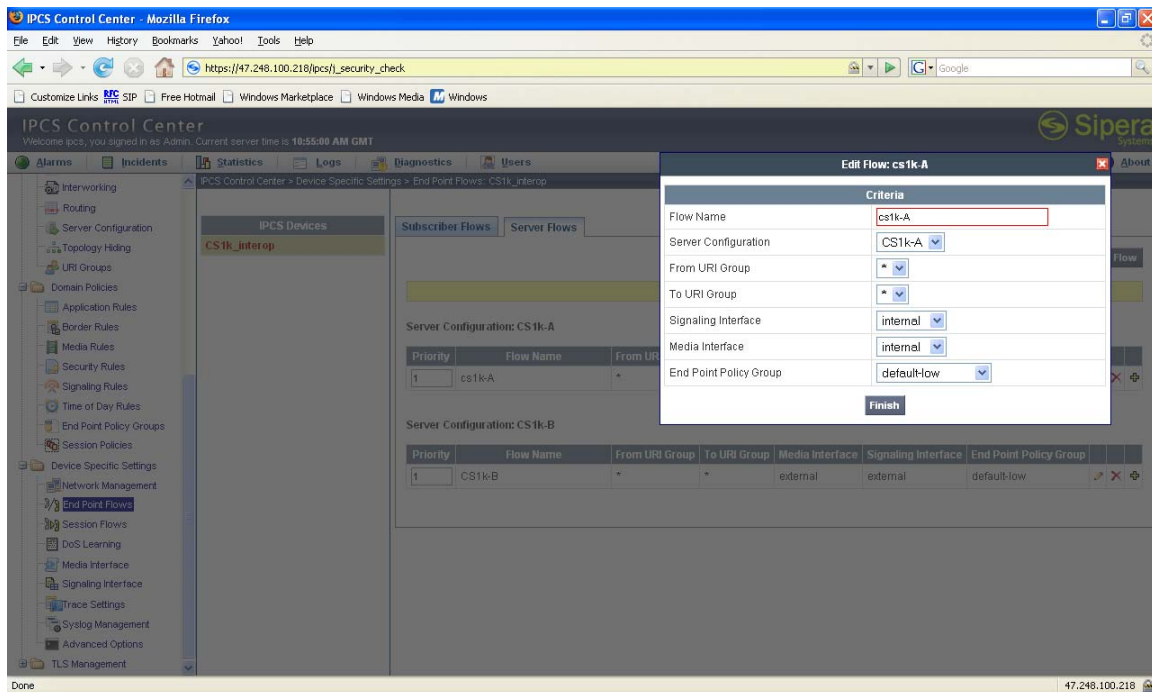 IPCS Control Center - Mozilla Firefox
File Edit View History Bookmarks Yahoo! Tools Help
https://47.248.100.218/ipcs/j_security_check
G Google
Customize Links RFC HTML SIP Free Hotmail Windows Marketplace Windows Media Windows
IPCS Control Center
Welcome ipcs, you signed in as Admin. Current server time is 10:55:00 AM GMT
Sipera
Systems
Alarms Incidents Statistics Logs Diagnostics Users About
IPCS Control Center > Device Specific Settings > End Point Flows: CS1k_interop
Interworking
Routing
Server Configuration
Topology Hiding
URI Groups
Domain Policies
Application Rules
Border Rules
Media Rules
Security Rules
Signaling Rules
Time of Day Rules
End Point Policy Groups
Session Policies
Device Specific Settings
Network Management
End Point Flows
Session Flows
DoS Learning
Media Interface
Signaling Interface
Trace Settings
Syslog Management
Advanced Options
TLS Management
IPCS Devices
CS1k_interop
Subscriber Flows Server Flows
Flow
Server Configuration: CS1k-A
Priority Flow Name From UR
1 cs1k-A *
Server Configuration: CS1k-B
Priority Flow Name From URI Group To URI Group Media Interface Signaling Interface End Point Policy Group
1 CS1k-B * * external external default-low
Edit Flow: cs1k-A
Criteria
Flow Name cs1k-A
Server Configuration CS1k-A
From URI Group *
To URI Group *
Signaling Interface internal
Media Interface internal
End Point Policy Group default-low
Finish
Done 47.248.100.218